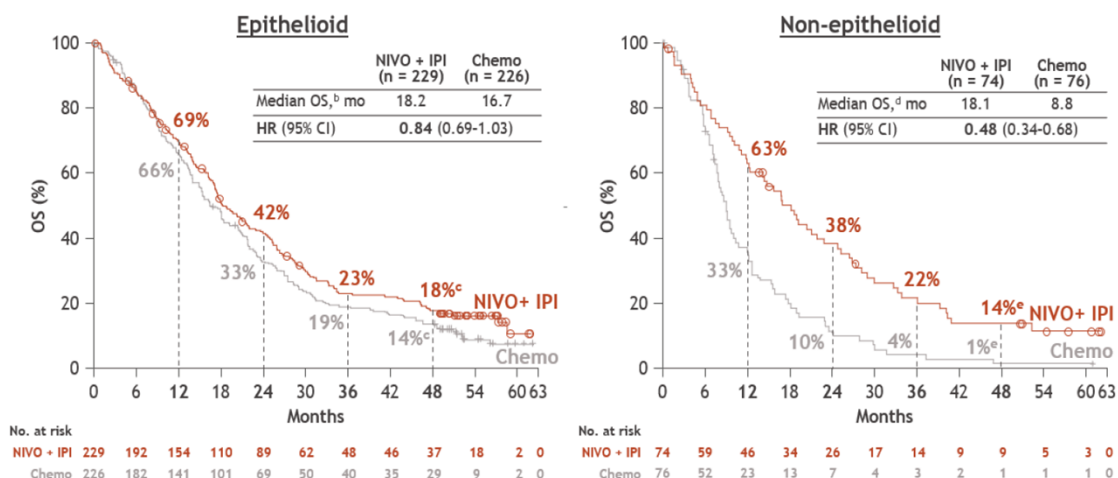 Epithelioid
NIVO + IPI Chemo
(n = 229) (n = 226)
Median OS,ᵇ mo 18.2 16.7
HR (95% CI) 0.84 (0.69-1.03)
OS (%)
100
80
60
40
20
0
69%
66%
42%
33%
23%
19%
18%ᶜ
14%ᶜ
NIVO+ IPI
Chemo
0 6 12 18 24 30 36 42 48 54 60 63
Months
No. at risk
NIVO + IPI 229 192 154 110 89 62 48 46 37 18 2 0
Chemo 226 182 141 101 69 50 40 35 29 9 2 0
Non-epithelioid
NIVO + IPI Chemo
(n = 74) (n = 76)
Median OS,ᵈ mo 18.1 8.8
HR (95% CI) 0.48 (0.34-0.68)
OS (%)
100
80
60
40
20
0
63%
33%
38%
10%
22%
4%
14%ᵉ
1%ᵉ
NIVO+ IPI
Chemo
0 6 12 18 24 30 36 42 48 54 60 63
Months
No. at risk
NIVO + IPI 74 59 46 34 26 17 14 9 9 5 3 0
Chemo 76 52 23 13 7 4 3 2 1 1 1 0